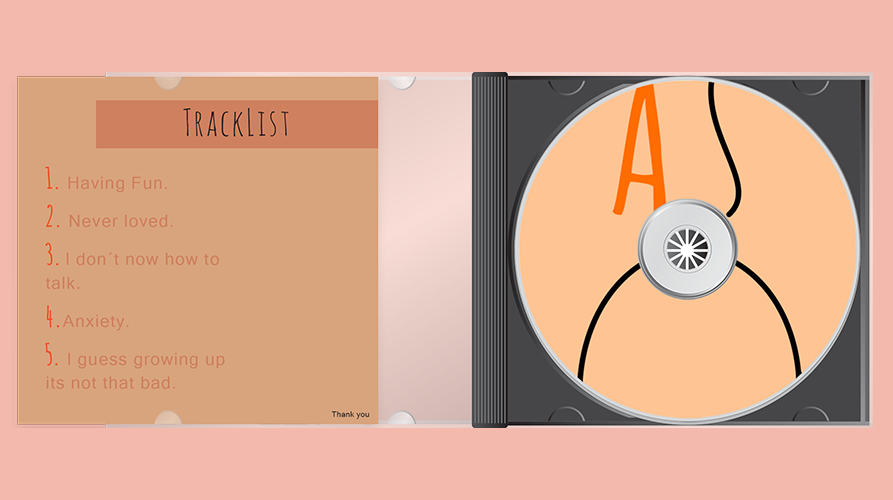 TrackList
1. Having Fun.
2. Never loved.
3. I don´t now how to
talk.
4. Anxiety.
5. I guess growing up
its not that bad.
Thank you
A